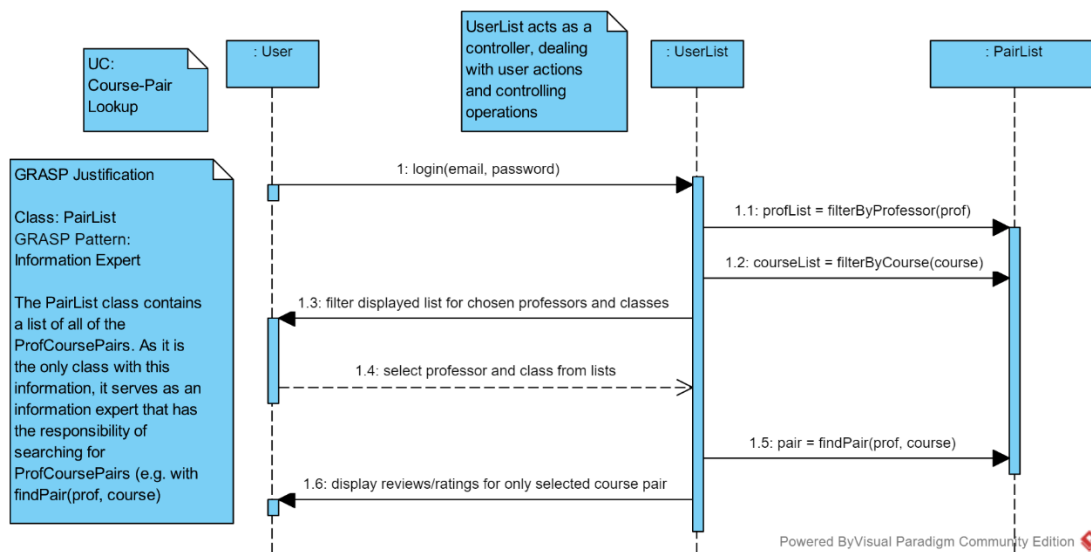 : User
UserList acts as a
controller, dealing
with user actions
and controlling
operations
: UserList
: PairList
UC:
Course-Pair
Lookup
GRASP Justification
Class: PairList
GRASP Pattern:
Information Expert
The PairList class contains
a list of all of the
ProfCoursePairs. As it is
the only class with this
information, it serves as an
information expert that has
the responsibility of
searching for
ProfCoursePairs (e.g. with
findPair(prof, course)
1: login(email, password)
1.1: profList = filterByProfessor(prof)
1.2: courseList = filterByCourse(course)
1.3: filter displayed list for chosen professors and classes
1.4: select professor and class from lists
1.5: pair = findPair(prof, course)
1.6: display reviews/ratings for only selected course pair
Powered ByVisual Paradigm Community Edition